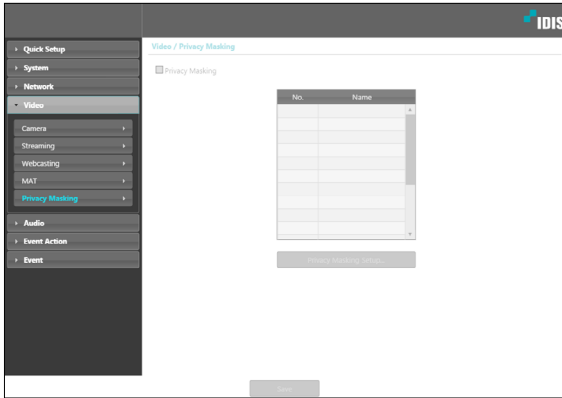 IDIS
Quick Setup
System
Network
Video
Camera
Streaming
Webcasting
MAT
Privacy Masking
Audio
Event Action
Event
Video / Privacy Masking
Privacy Masking
No. Name
Privacy Masking Setup...
Save